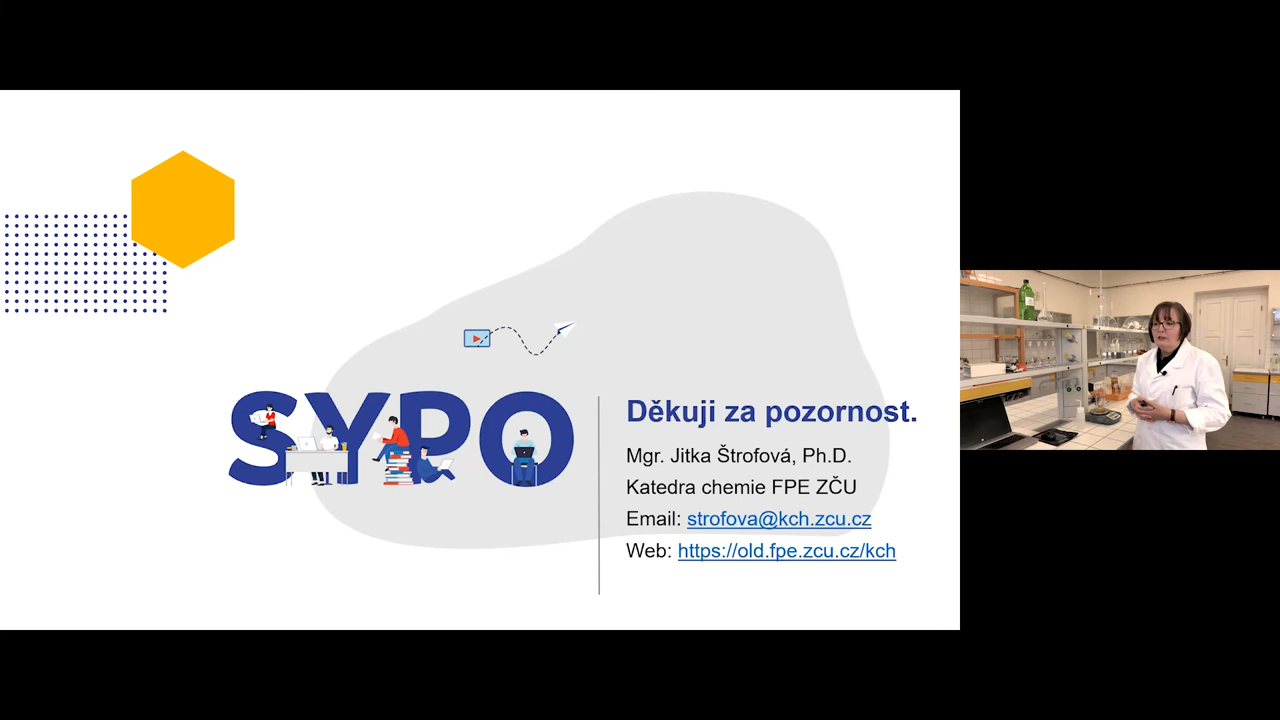 SYPO
Děkuji za pozornost.
Mgr. Jitka Štrofová, Ph.D.
Katedra chemie FPE ZČU
Email: strofova@kch.zcu.cz
Web: https://old.fpe.zcu.cz/kch